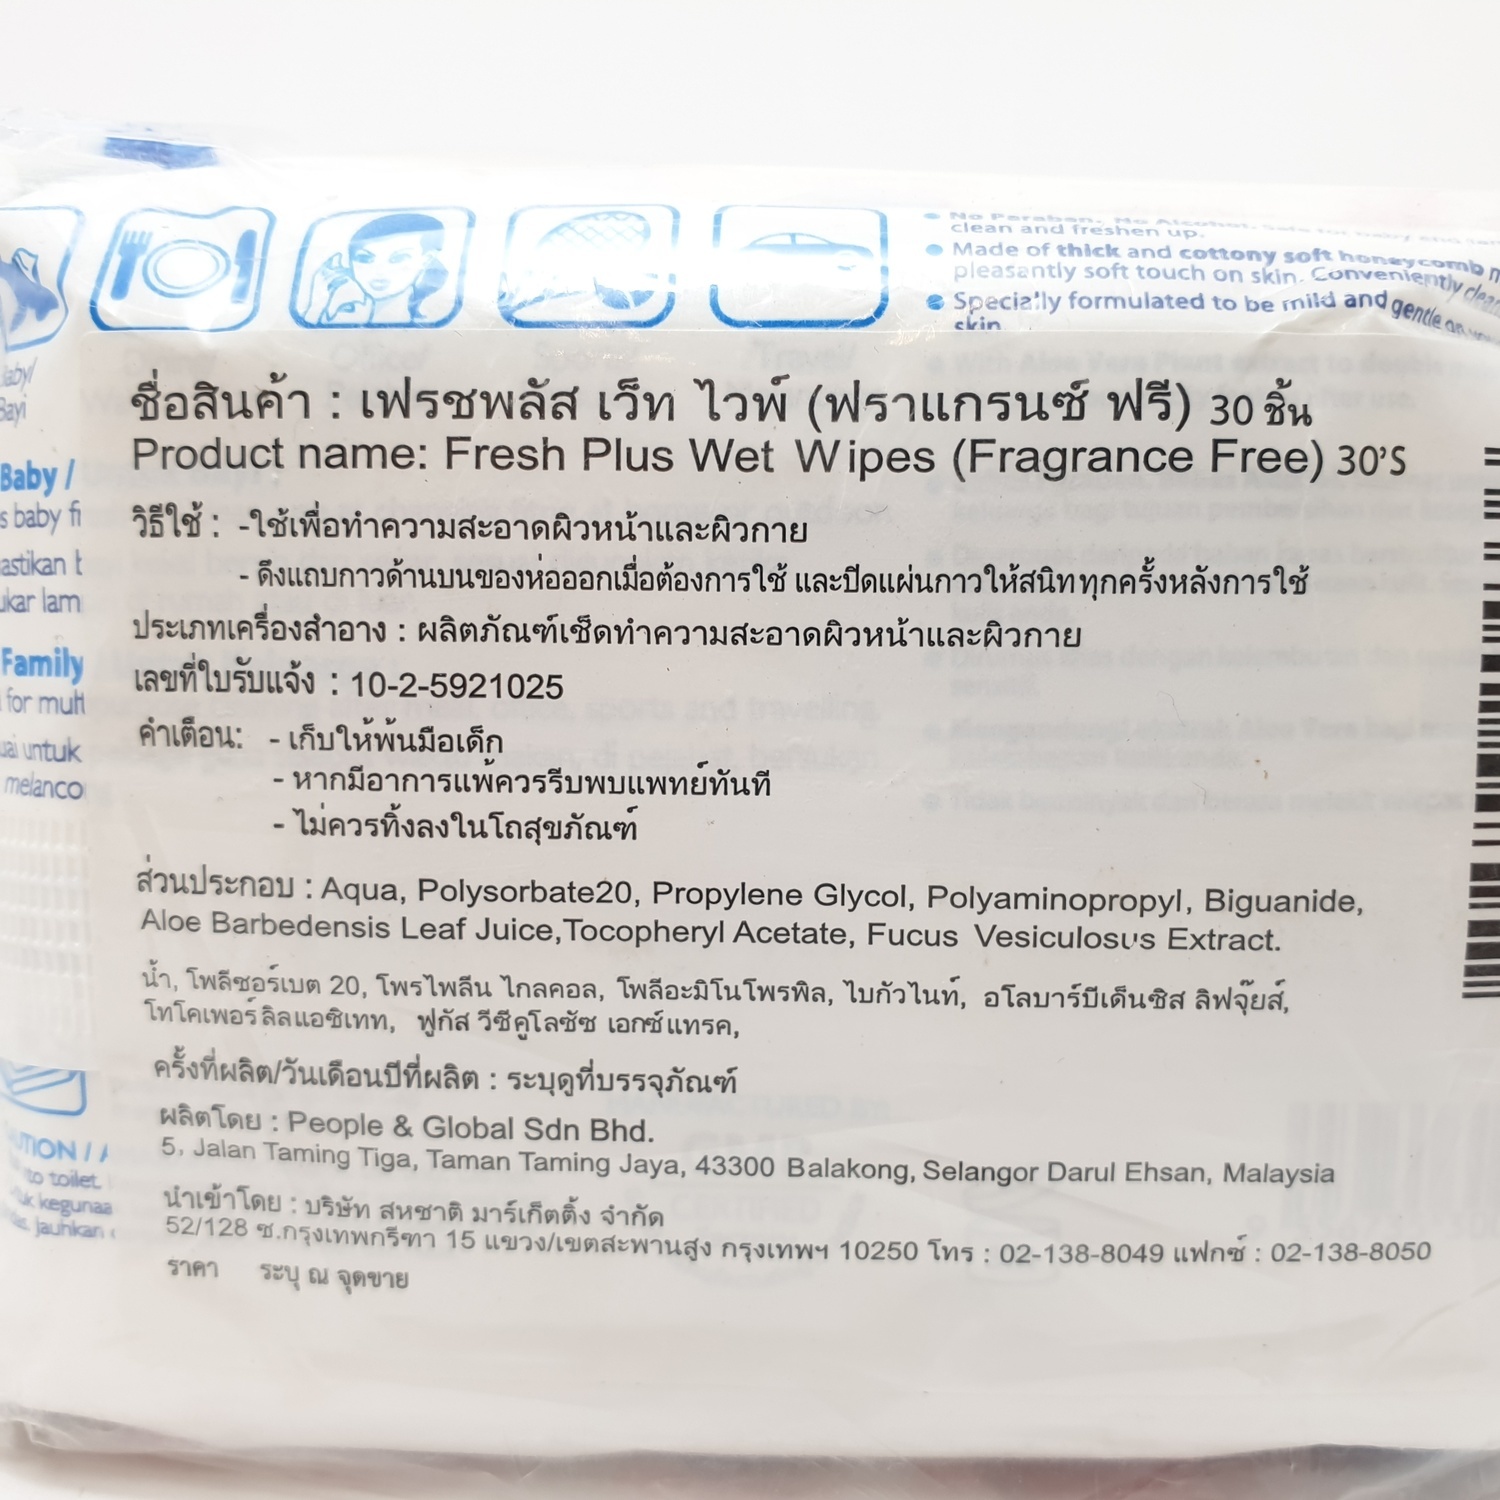 clean and freshen up.
Made of thick and cottony soft honeycomb
pleasantly soft touch on skin. Conveniently
Specially formulated to be mild and gentle on
skin
ชื่อสินค้า : เฟรชพลัส เว็ท ไวพ์ (ฟราแกรนซ์ ฟรี) 30 ชิ้น
Product name: Fresh Plus Wet Wipes (Fragrance Free) 30'S
วิธีใช้ : -ใช้เพื่อทำความสะอาดผิวหน้าและผิวกาย
- ดึงแถบกาวด้านบนของห่อออกเมื่อต้องการใช้ และปิดแผ่นกาวให้สนิททุกครั้งหลังการใช้
ประเภทเครื่องสำอาง : ผลิตภัณฑ์เช็ดทำความสะอาดผิวหน้าและผิวกาย
เลขที่ใบรับแจ้ง : 10-2-5921025
คำเตือน: - เก็บให้พ้นมือเด็ก
- หากมีอาการแพ้ควรรีบพบแพทย์ทันที
- ไม่ควรทิ้งลงในโถสุขภัณฑ์
ส่วนประกอบ : Aqua, Polysorbate20, Propylene Glycol, Polyaminopropyl, Biguanide,
Aloe Barbedensis Leaf Juice,Tocopheryl Acetate, Fucus Vesiculosus Extract.
น้ำ, โพลีซอร์เบต 20, โพรไพลีน ไกลคอล, โพลีอะมิโนโพรพิล, ไบกัวไนท์, อโลบาร์บีเด็นซิส ลิฟจุ๊ยส์,
โทโคเพอร์ลิลแอซิเทท, ฟูกัส วีซีคูโลซัซ เอกซ์แทรค,
ครั้งที่ผลิต/วันเดือนปีที่ผลิต : ระบุดูที่บรรจุภัณฑ์
ผลิตโดย : People & Global Sdn Bhd.
5, Jalan Taming Tiga, Taman Taming Jaya, 43300 Balakong, Selangor Darul Ehsan, Malaysia
นำเข้าโดย : บริษัท สหชาติ มาร์เก็ตติ้ง จำกัด
52/128 ซ.กรุงเทพกรีฑา 15 แขวง/เขตสะพานสูง กรุงเทพฯ 10250 โทร : 02-138-8049 แฟกซ์ : 02-138-8050
ราคา ระบุ ณ จุดขาย
Baby /
baby
Family
for
untuk
to toilet.
jauhkan